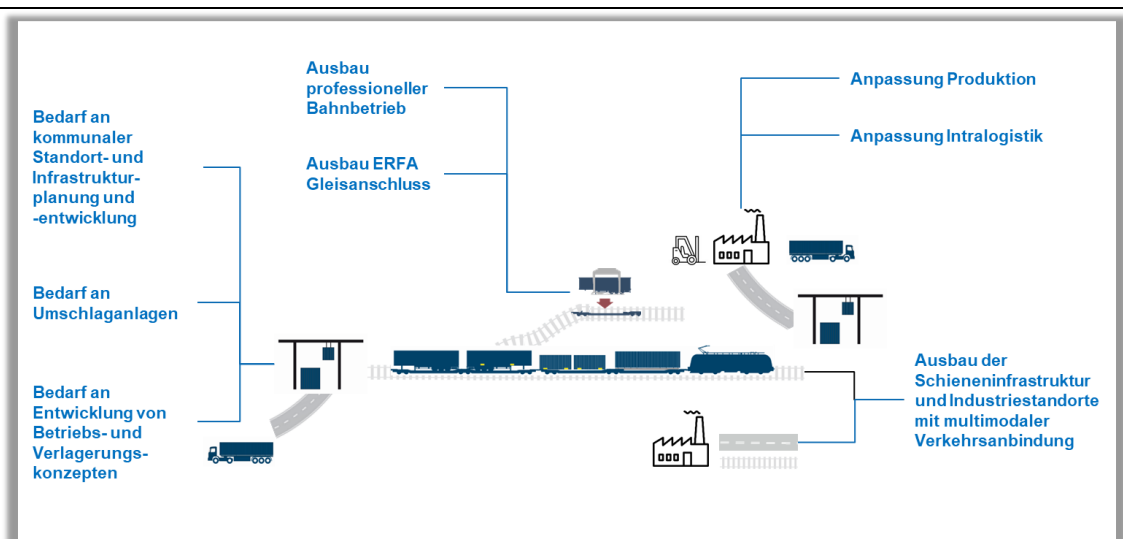 Bedarf an
kommunaler
Standort- und
Infrastruktur-
planung und
-entwicklung
Bedarf an
Umschlaganlagen
Bedarf an
Entwicklung von
Betriebs- und
Verlagerungs-
konzepten
Ausbau
professioneller
Bahnbetrieb
Ausbau ERFA
Gleisanschluss
Anpassung Produktion
Anpassung Intralogistik
Ausbau der
Schieneninfrastruktur
und Industriestandorte
mit multimodaler
Verkehrsanbindung